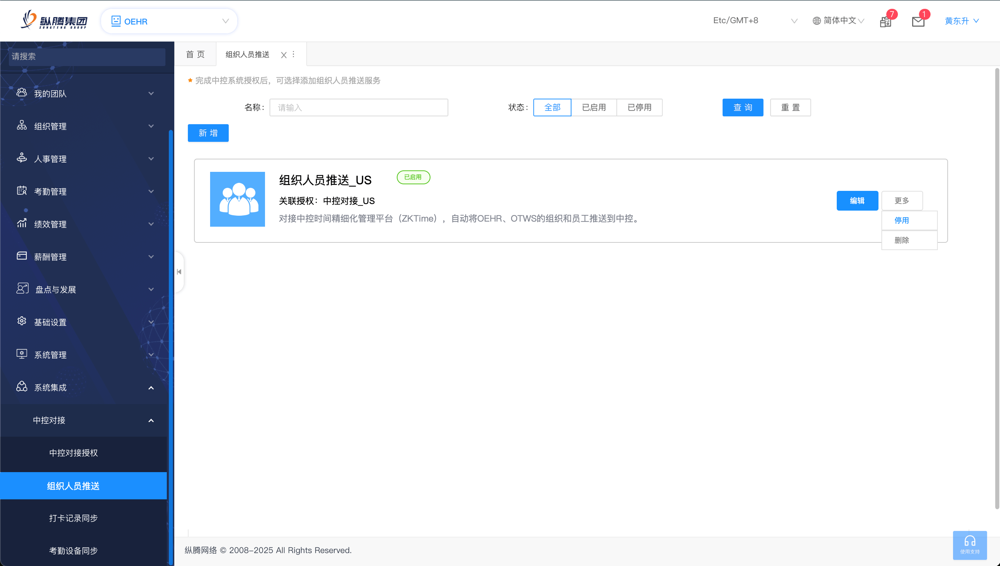 纵腾集团
ZONGTENG GROUP
OEHR
Etc/GMT+8
简体中文
7
1
黄东升
请搜索
我的团队
组织管理
人事管理
考勤管理
绩效管理
薪酬管理
盘点与发展
基础设置
系统管理
系统集成
中控对接
中控对接授权
组织人员推送
打卡记录同步
考勤设备同步
首 页
组织人员推送
完成中控系统授权后，可选择添加组织人员推送服务
名称：
请输入
状态：
全部
已启用
已停用
查 询
重 置
新 增
组织人员推送_US
已启用
关联授权：中控对接_US
对接中控时间精细化管理平台（ZKTime），自动将OEHR、OTWS的组织和员工推送到中控。
编辑
更多
停用
删除
纵腾网络 © 2008-2025 All Rights Reserved.
使用支持